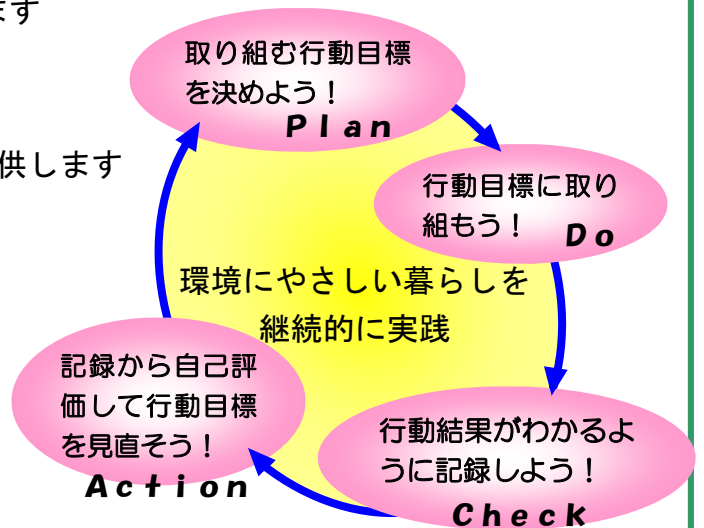 ます
取り組む行動目標
を決めよう！
Plan
供します
行動目標に取り
組もう！
Do
環境にやさしい暮らしを
継続的に実践
記録から自己評
価して行動目標
を見直そう！
Action
行動結果がわかるよ
うに記録しよう！
Check